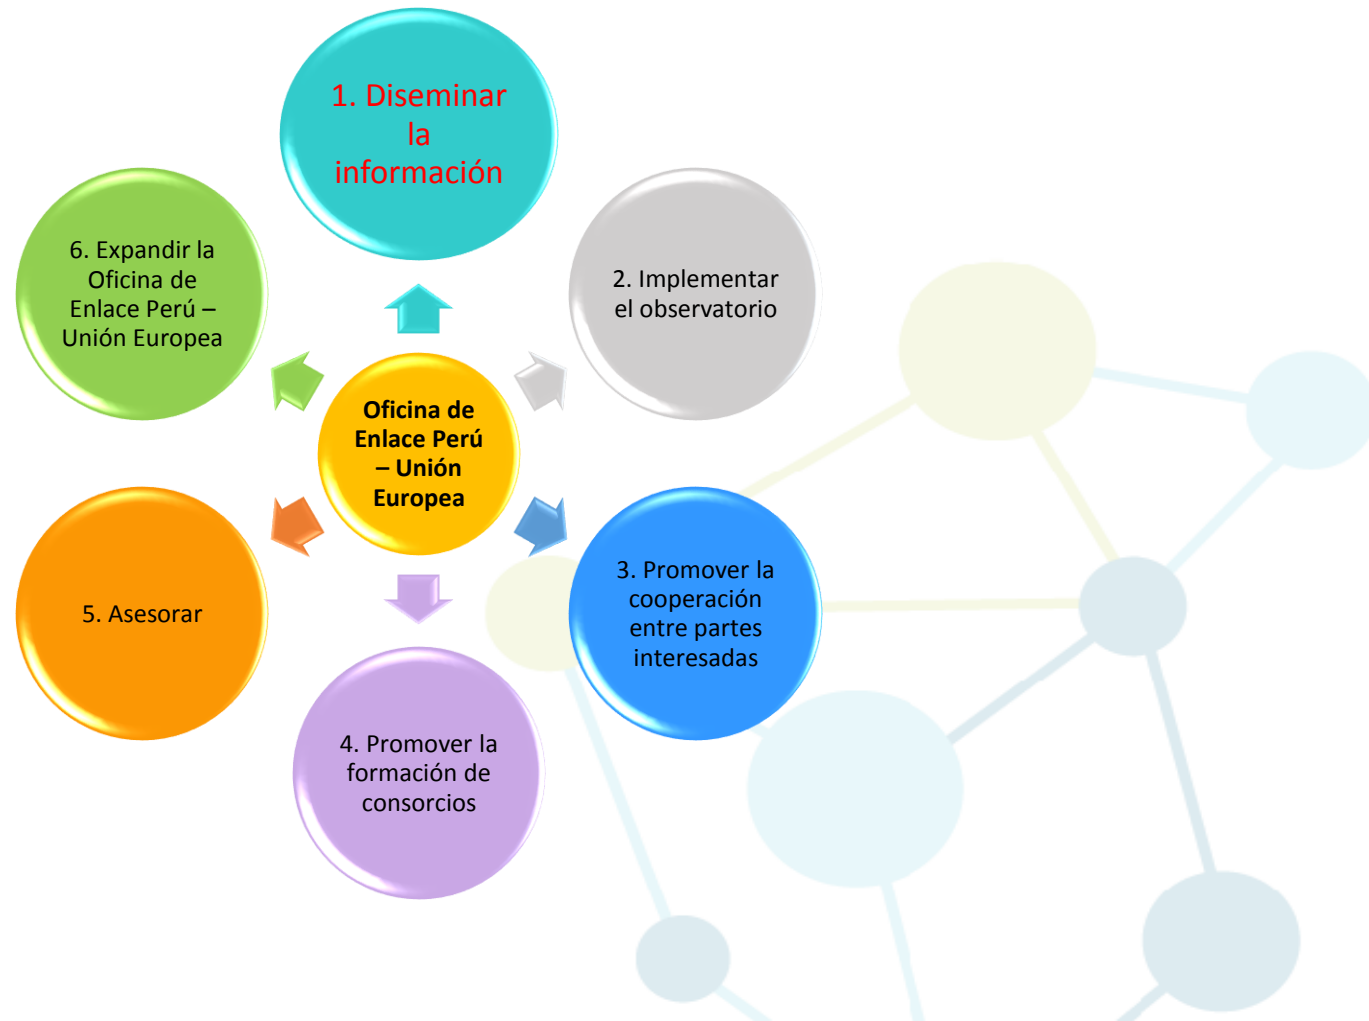 1. Diseminar
la
información
2. Implementar
el observatorio
3. Promover la
cooperación
entre partes
interesadas
4. Promover la
formación de
consorcios
5. Asesorar
6. Expandir la
Oficina de
Enlace Perú –
Unión Europea
Oficina de
Enlace Perú
– Unión
Europea